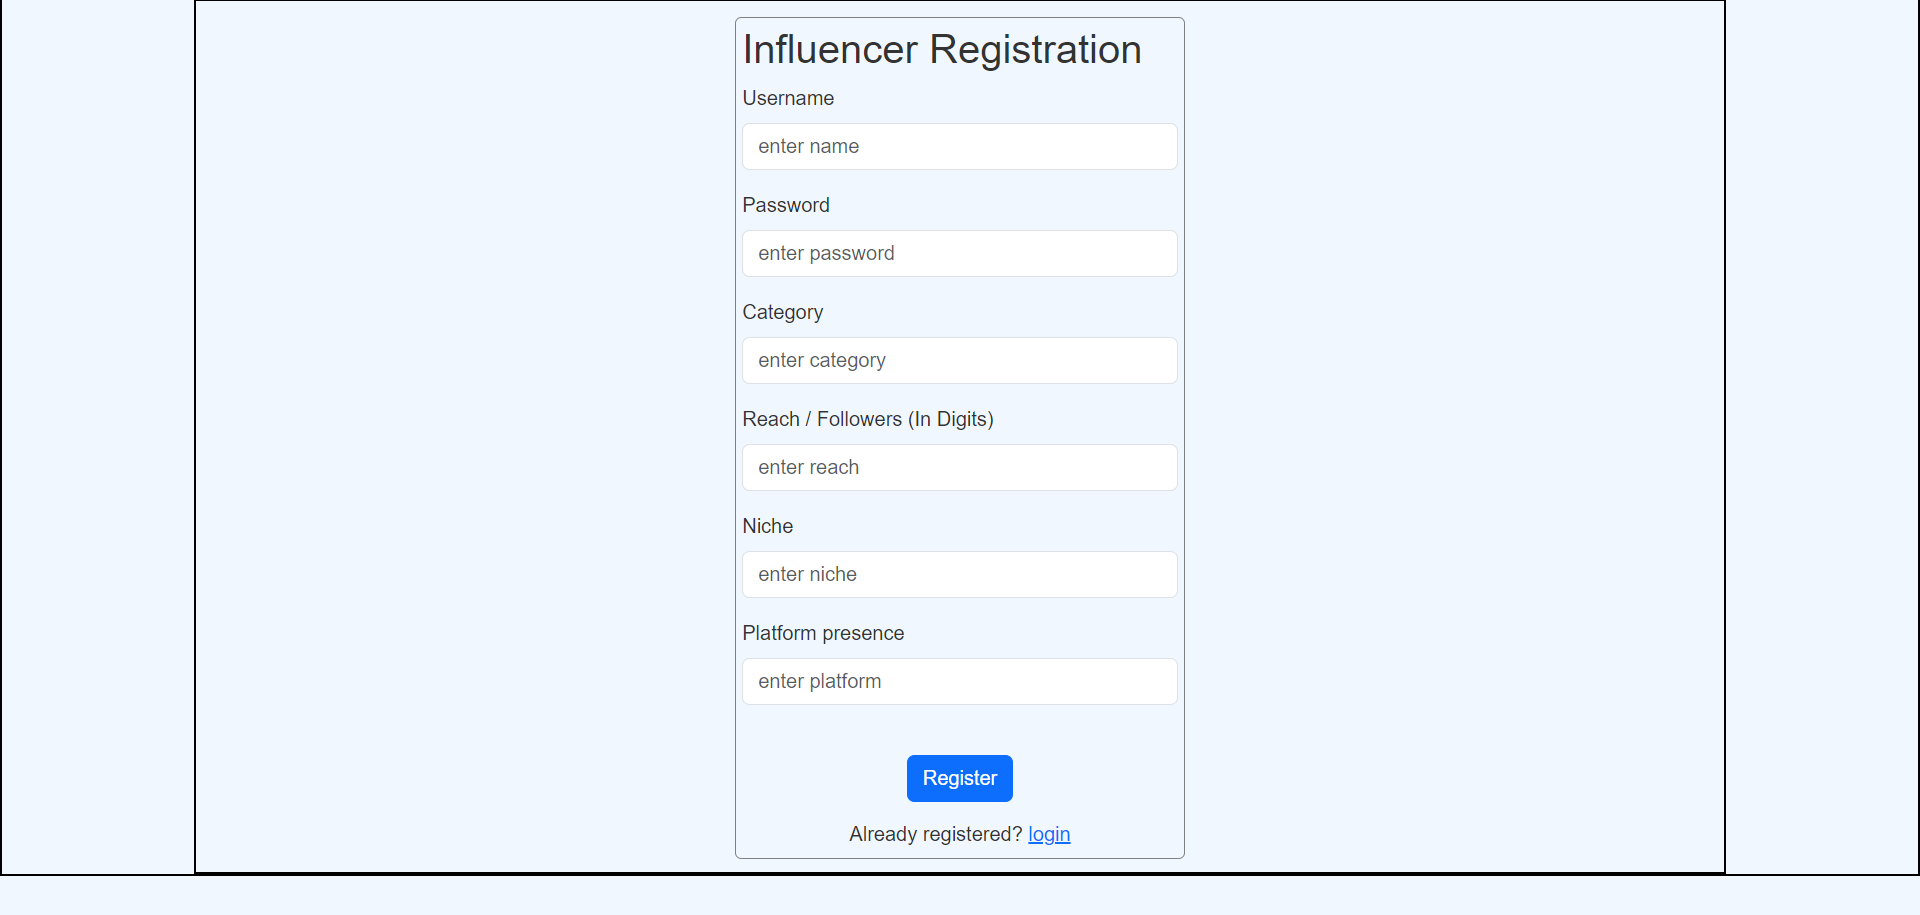 Influencer Registration
Username
enter name
Password
enter password
Category
enter category
Reach / Followers (In Digits)
enter reach
Niche
enter niche
Platform presence
enter platform
Register
Already registered? login